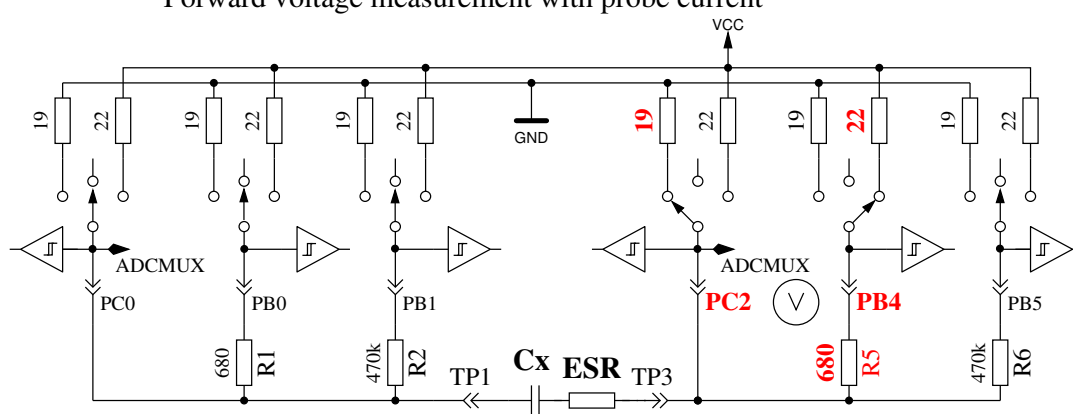 Forward voltage measurement with probe current
VCC
19 22 19 22 19 22 19 22 19 22 19 22
GND
ADCMUX ADCMUX
PC0 PB0 PB1 PC2 V PB4 PB5
680 R1 470k R2 680 R5 470k R6
TP1 Cx ESR TP3